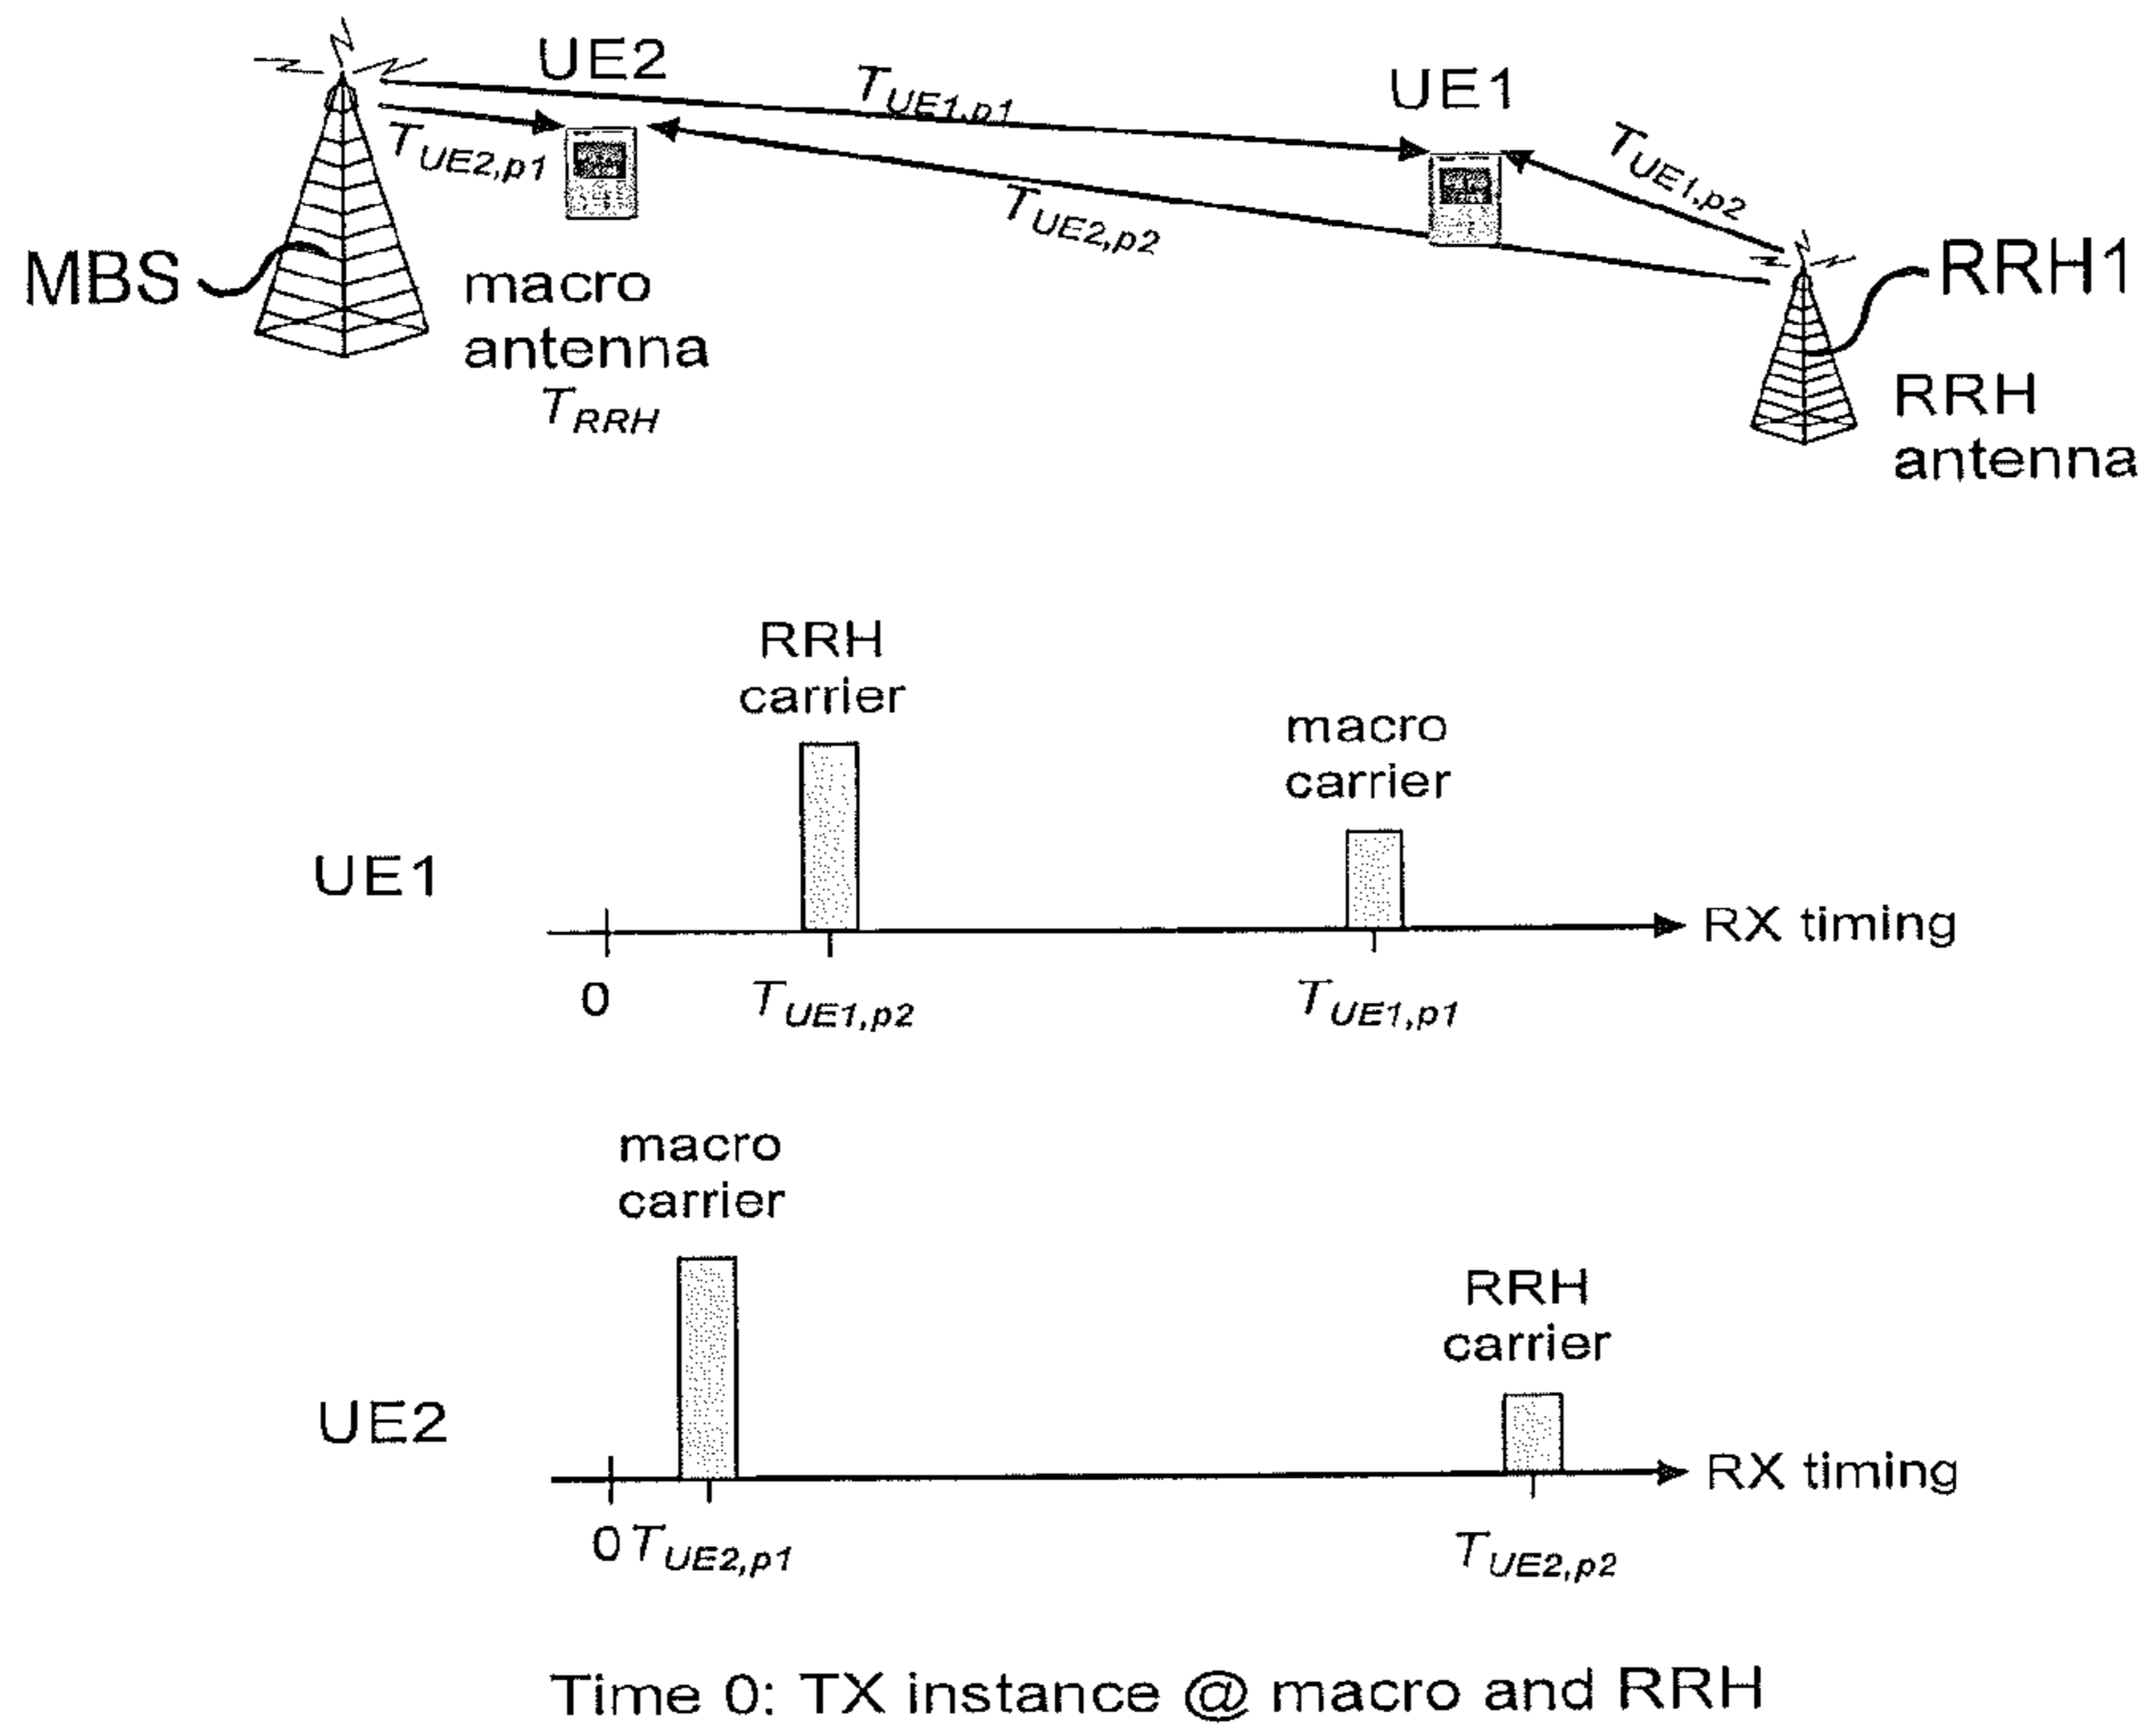 UE2
T_UE1,p1
UE1
T_UE1,p2
T_UE2,p1
T_UE2,p2
MBS
macro
antenna
T_RRH
RRH1
RRH
antenna
RRH
carrier
macro
carrier
UE1
RX timing
0
T_UE1,p2
T_UE1,p1
macro
carrier
RRH
carrier
UE2
RX timing
0 T_UE2,p1
T_UE2,p2
Time 0: TX instance @ macro and RRH